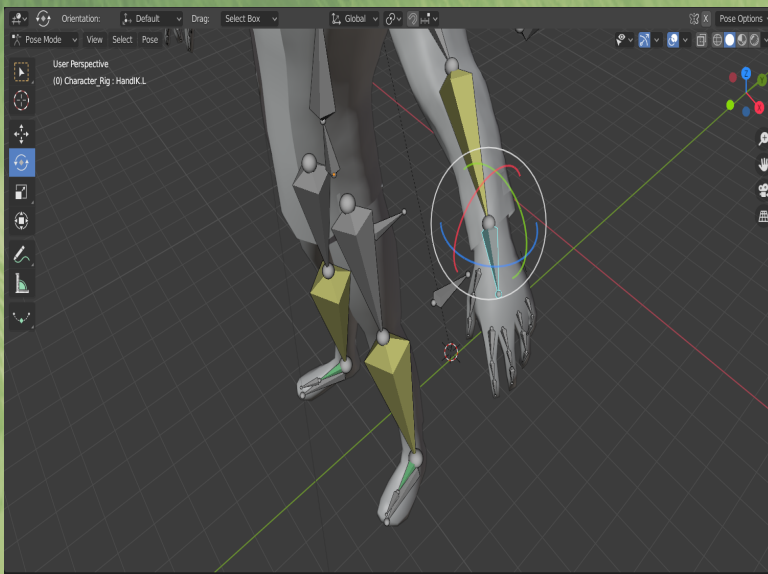 Orientation: Default Drag: Select Box Global X Pose Options
Pose Mode View Select Pose
User Perspective
(0) Character_Rig : HandIK.L
Z
Y
X